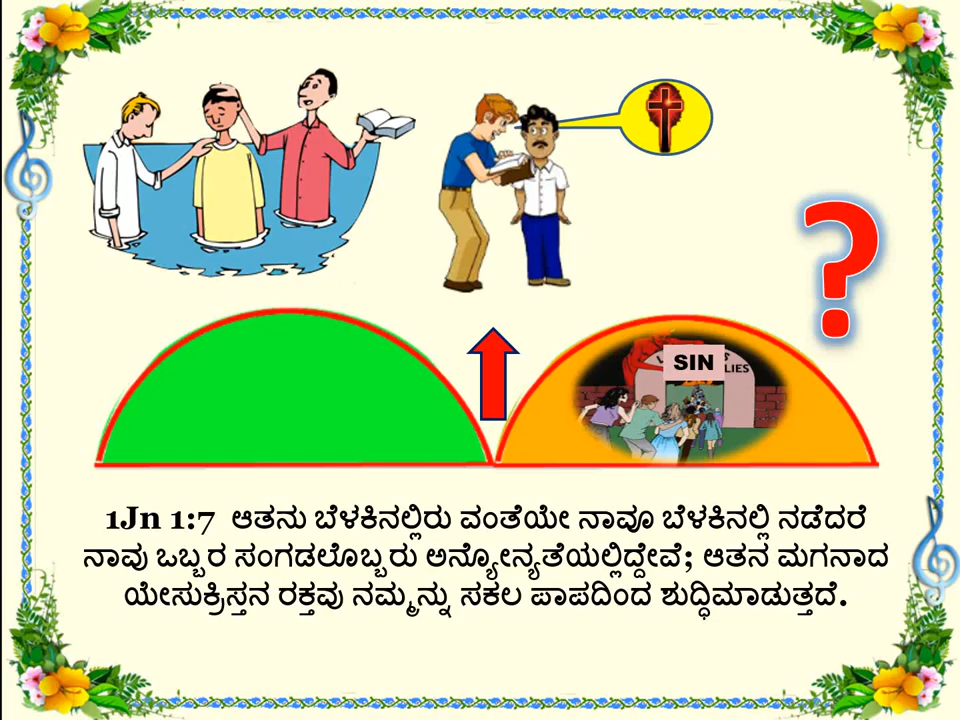 ?
SIN
LIES
1Jn 1:7 ಆತನು ಬೆಳಕಿನಲ್ಲಿರು ವಂತೆಯೇ ನಾವೂ ಬೆಳಕಿನಲ್ಲಿ ನಡೆದರೆ
ನಾವು ಒಬ್ಬರ ಸಂಗಡಲೊಬ್ಬರು ಅನ್ಯೋನ್ಯತೆಯಲ್ಲಿದ್ದೇವೆ; ಆತನ ಮಗನಾದ
ಯೇಸುಕ್ರಿಸ್ತನ ರಕ್ತವು ನಮ್ಮನ್ನು ಸಕಲ ಪಾಪದಿಂದ ಶುದ್ಧಿಮಾಡುತ್ತದೆ.